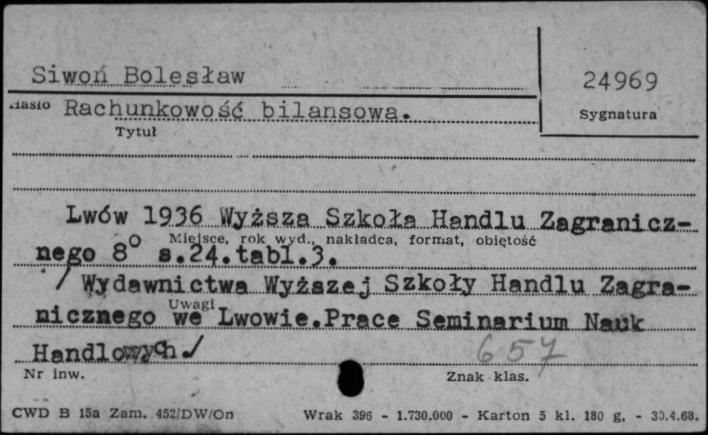 Siwoń Bolesław
24969
Hasło Rachunkowość bilansowa.
Sygnatura
Tytuł
Lwów 1936 Wyższa Szkoła Handlu Zagranicz-
Miejsce, rok wyd., nakładca, format, objętość
nego 8° s.24.tabl.3.
/ Wydawnictwa Wyższej Szkoły Handlu Zagra-
Uwagi
nicznego we Lwowie.Prace Seminarium Nauk
Handlowych/
657
Nr inw.
Znak klas.
CWD B 15a Zam. 452/DW/On Wrak 396 - 1.730.000 - Karton 5 kl. 180 g. - 30.4.68.